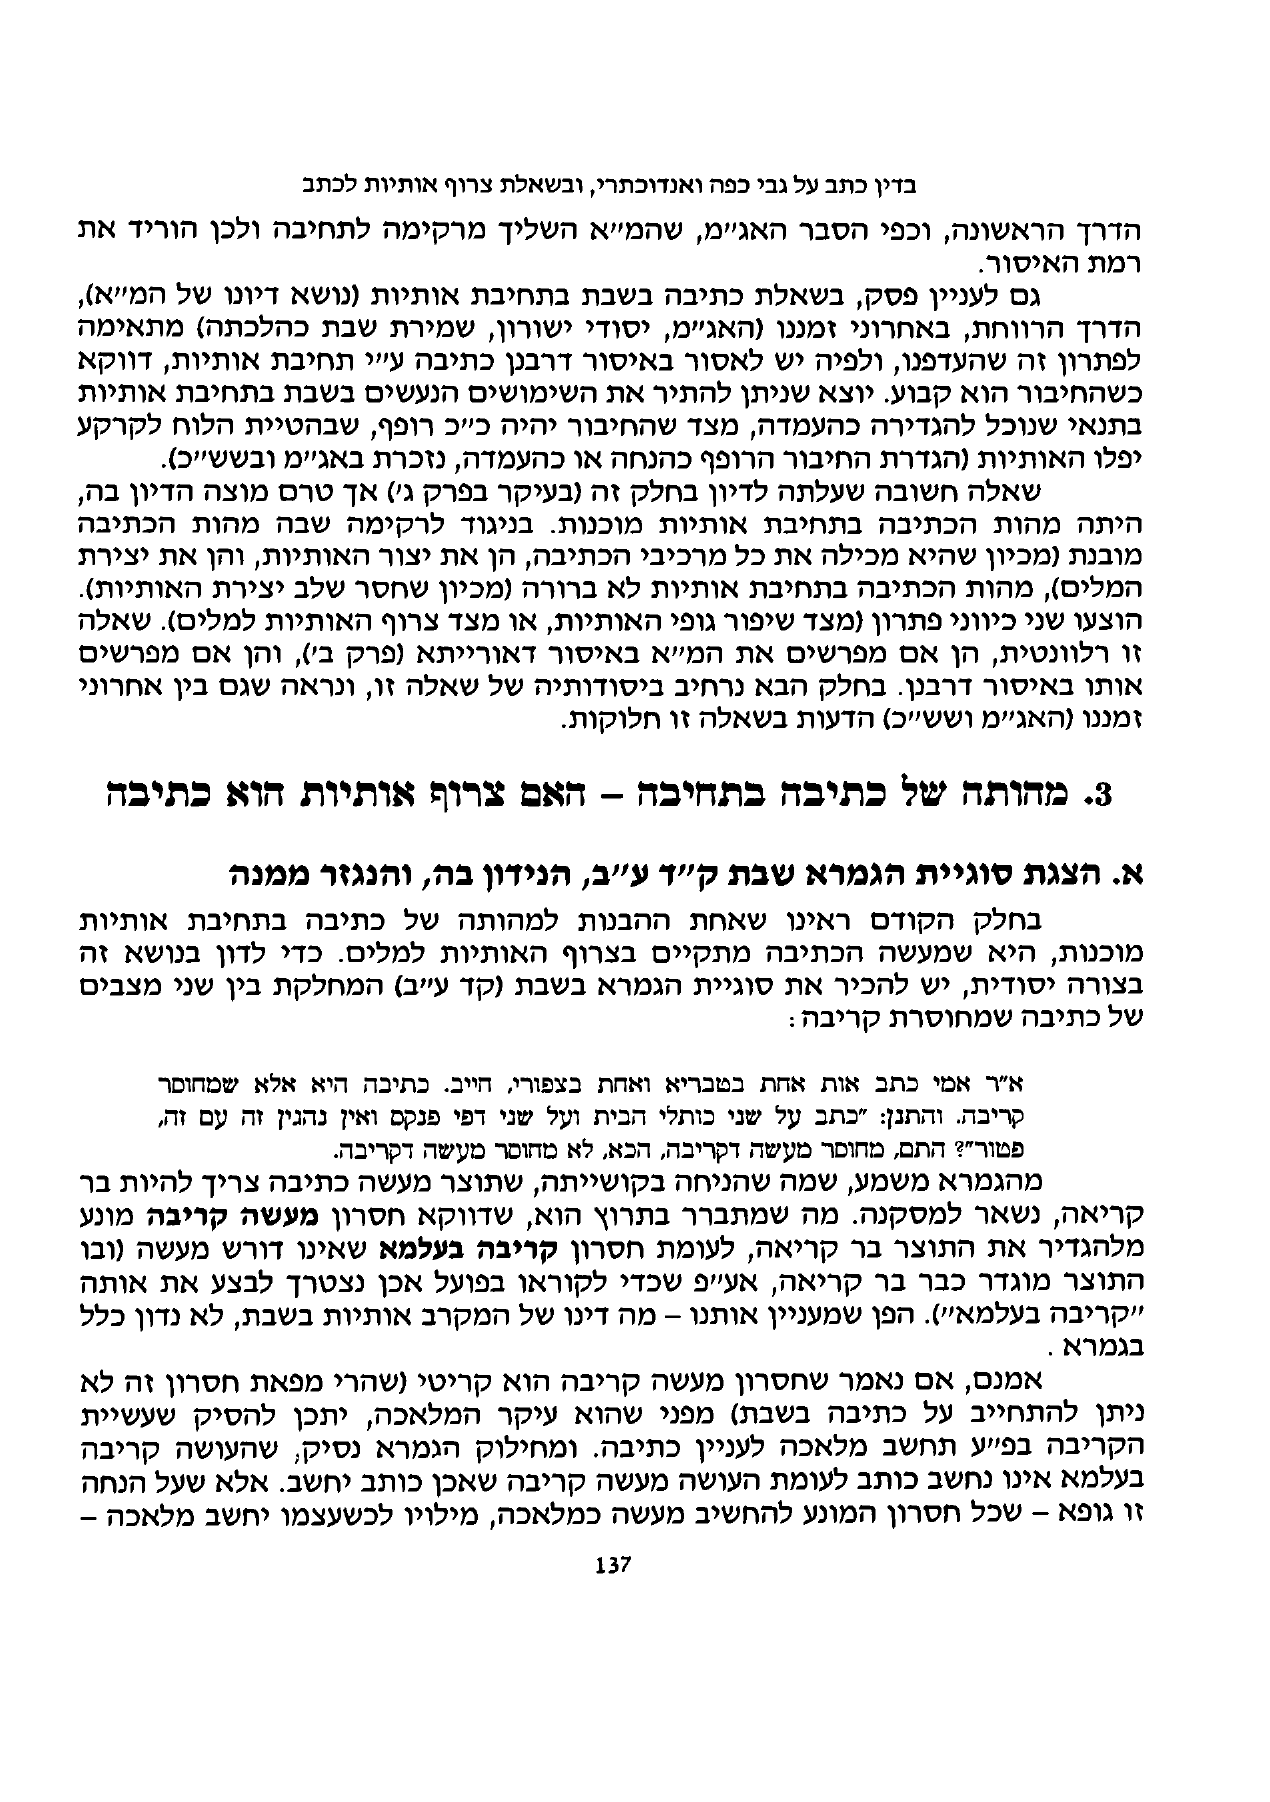 בדין כתב על גבי כפה ואנדוכתרי, ובשאלת צרוף אותיות לכתב
הדרך הראשונה, וכפי הסבר האג״מ, שהמ״א השליך מרקימה לתחיבה ולכן הוריד את
רמת האיסור.
גם לעניין פסק, בשאלת כתיבה בשבת בתחיבת אותיות (נושא דיונו של המ״א),
הדרך הרווחת, באחרוני זמננו (האג״מ, יסודי ישורון, שמירת שבת כהלכתה) מתאימה
לפתרון זה שהעדפנו, ולפיה יש לאסור באיסור דרבנן כתיבה ע״י תחיבת אותיות, דווקא
כשהחיבור הוא קבוע. יוצא שניתן להתיר את השימושים הנעשים בשבת בתחיבת אותיות
בתנאי שנוכל להגדירה כהעמדה, מצד שהחיבור יהיה כ״כ רופף, שבהטיית הלוח לקרקע
יפלו האותיות (הגדרת החיבור הרופף כהנחה או כהעמדה, נזכרת באג״מ ובשש״כ).
שאלה חשובה שעלתה לדיון בחלק זה (בעיקר בפרק ג׳) אך טרם מוצה הדיון בה,
היתה מהות הכתיבה בתחיבת אותיות מוכנות. בניגוד לרקימה שבה מהות הכתיבה
מובנת (מכיון שהיא מכילה את כל מרכיבי הכתיבה, הן את יצור האותיות, והן את יצירת
המלים), מהות הכתיבה בתחיבת אותיות לא ברורה (מכיון שחסר שלב יצירת האותיות).
הוצעו שני כיווני פתרון (מצד שיפור גופי האותיות, או מצד צרוף האותיות למלים). שאלה
זו רלוונטית, הן אם מפרשים את המ״א באיסור דאורייתא (פרק ב׳), והן אם מפרשים
אותו באיסור דרבנן. בחלק הבא נרחיב ביסודותיה של שאלה זו, ונראה שגם בין אחרוני
זמננו (האג״מ ושש״כ) הדעות בשאלה זו חלוקות.
3. מהותה של כתיבה בתחיבה – האם צרוף אותיות הוא כתיבה
א. הצגת סוגיית הגמרא שבת ק״ד ע״ב, הנידון בה, והנגזר ממנה
בחלק הקודם ראינו שאחת ההבנות למהותה של כתיבה בתחיבת אותיות
מוכנות, היא שמעשה הכתיבה מתקיים בצרוף האותיות למלים. כדי לדון בנושא זה
בצורה יסודית, יש להכיר את סוגיית הגמרא בשבת (קד ע״ב) המחלקת בין שני מצבים
של כתיבה שמחוסרת קריבה:
א״ר אמי כתב אות אחת בטבריא ואחת בצפורי, חייב. כתיבה היא אלא שמחוסר
קריבה. והתנן: ״כתב על שני כותלי הבית ועל שני דפי פנקס ואין נהגין זה עם זה,
פטור״? התם, מחוסר מעשה דקריבה, הכא, לא מחוסר מעשה דקריבה.
מהגמרא משמע, שמה שהניחה בקושייתה, שתוצר מעשה כתיבה צריך להיות בר
קריאה, נשאר למסקנה. מה שמתברר בתרוץ הוא, שדווקא חסרון מעשה קריבה מונע
מלהגדיר את התוצר בר קריאה, לעומת חסרון קריבה בעלמא שאינו דורש מעשה (ובו
התוצר מוגדר כבר בר קריאה, אע״פ שכדי לקוראו בפועל אכן נצטרך לבצע את אותה
״קריבה בעלמא״). הפן שמעניין אותנו – מה דינו של המקרב אותיות בשבת, לא נדון כלל
בגמרא .
אמנם, אם נאמר שחסרון מעשה קריבה הוא קריטי (שהרי מפאת חסרון זה לא
ניתן להתחייב על כתיבה בשבת) מפני שהוא עיקר המלאכה, יתכן להסיק שעשיית
הקריבה בפ״ע תחשב מלאכה לעניין כתיבה. ומחילוק הגמרא נסיק, שהעושה קריבה
בעלמא אינו נחשב כותב לעומת העושה מעשה קריבה שאכן כותב יחשב. אלא שעל הנחה
זו גופא – שכל חסרון המונע להחשיב מעשה כמלאכה, מילויו לכשעצמו יחשב מלאכה –
137